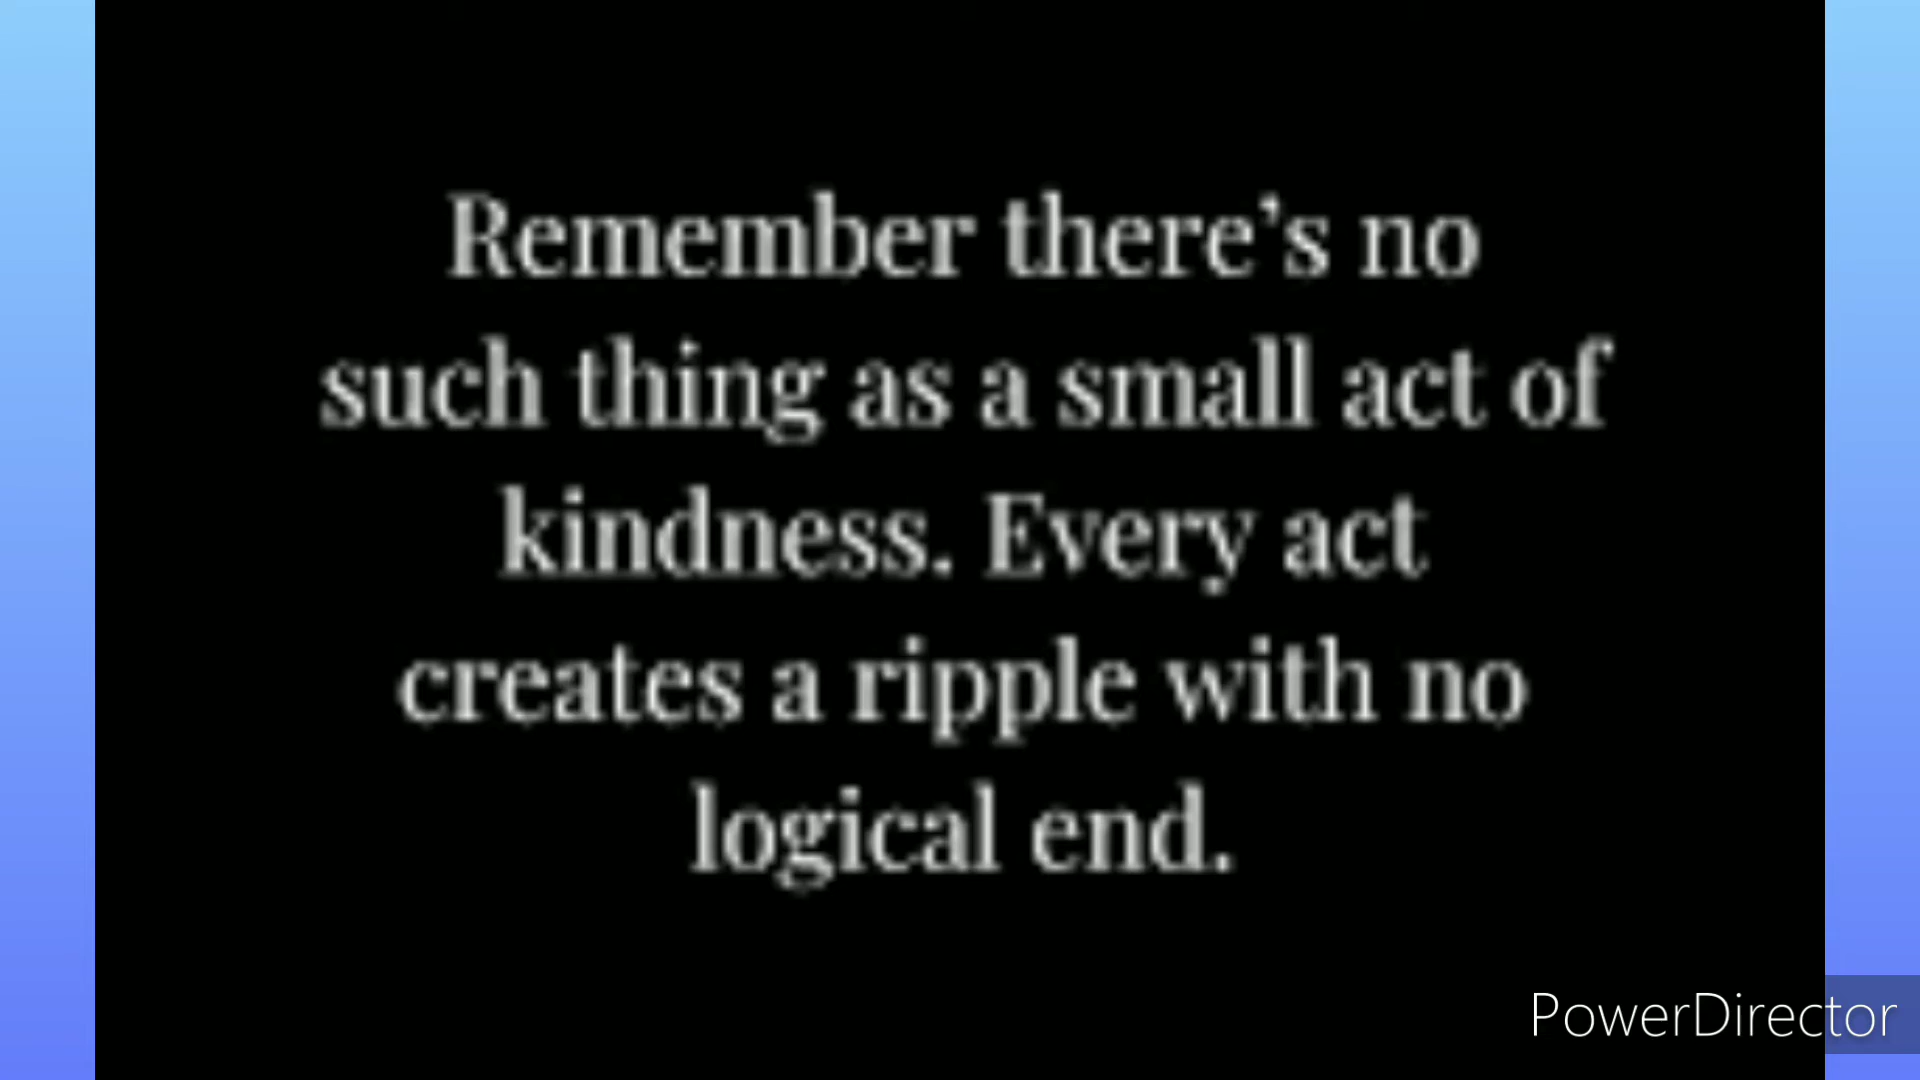 Remember there’s no
such thing as a small act of
kindness. Every act
creates a ripple with no
logical end.
PowerDirector